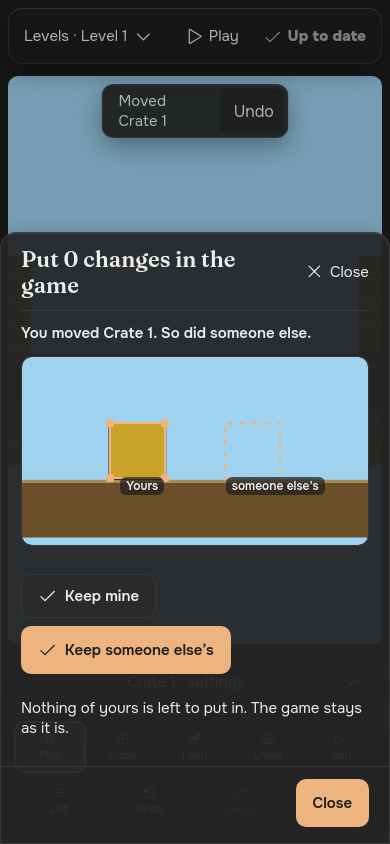 Levels · Level 1
Play
Up to date
Moved
Crate 1
Undo
Put 0 changes in the
game
Close
You moved Crate 1. So did someone else.
Yours
someone else's
Keep mine
Keep someone else’s
Crate 1 settings
Nothing of yours is left to put in. The game stays
as it is.
Pick
Place
Paint
Erase
Join
List
Undo
Redo
Close